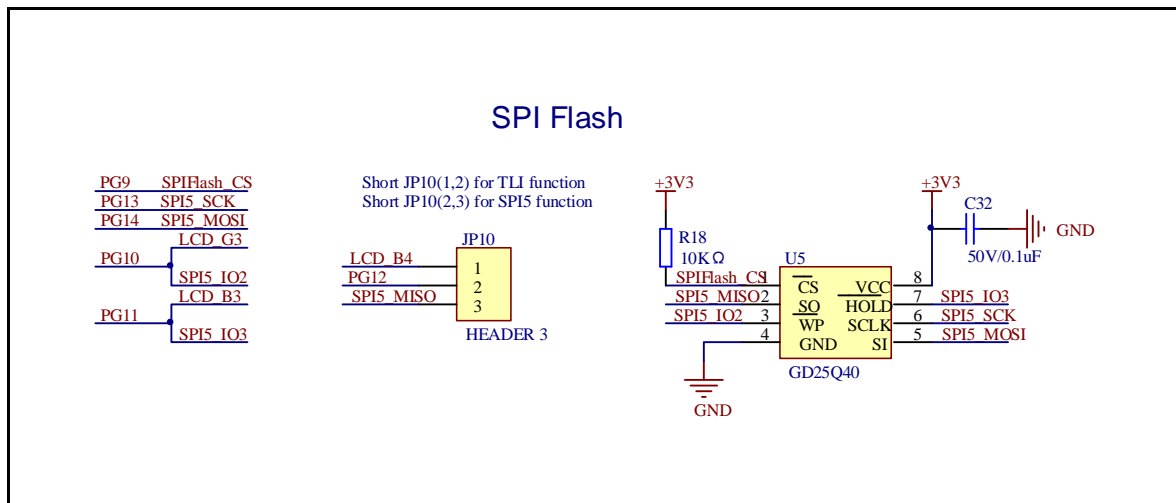 SPI Flash
PG9 SPIFlash_CS
PG13 SPI5_SCK
PG14 SPI5_MOSI
LCD_G3
PG10
SPI5_IO2
LCD_B3
PG11
SPI5_IO3
Short JP10(1,2) for TLI function
Short JP10(2,3) for SPI5 function
JP10
LCD_B4 1
PG12 2
SPI5_MISO 3
HEADER 3
+3V3
R18
10KΩ
+3V3
C32
GND
50V/0.1uF
U5
SPIFlash_CS 1 CS VCC 8
SPI5_MISO 2 SO HOLD 7 SPI5_IO3
SPI5_IO2 3 WP SCLK 6 SPI5_SCK
4 GND SI 5 SPI5_MOSI
GD25Q40
GND